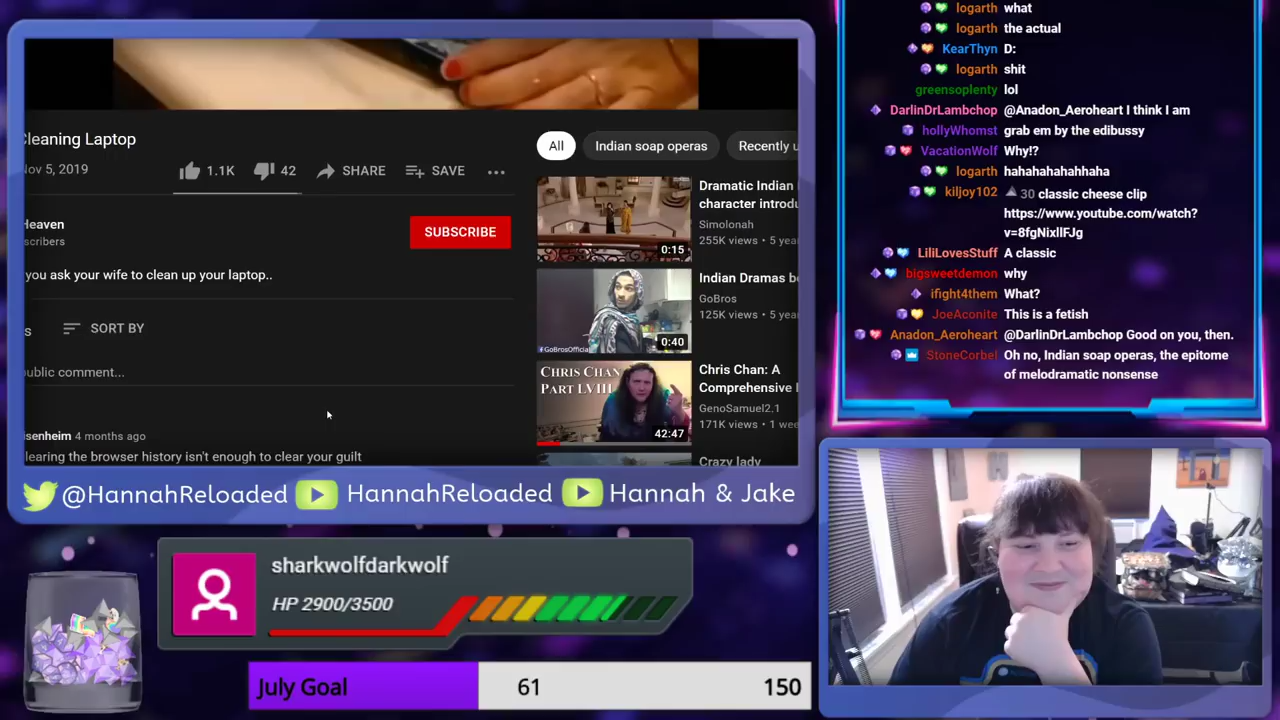 Cleaning Laptop
Nov 5, 2019
1.1K
42
SHARE
SAVE
Heaven
scribers
SUBSCRIBE
you ask your wife to clean up your laptop..
s
SORT BY
public comment...
senheim 4 months ago
learing the browser history isn't enough to clear your guilt
All
Indian soap operas
Recently u
Dramatic Indian
character introdu
Simolonah
255K views • 5 yea
0:15
Indian Dramas be
GoBros
125K views • 5 yea
GoBrosOfficial
0:40
CHRIS CHAN
PART LVIII
Chris Chan: A
Comprehensive
GenoSamuel2.1
171K views • 1 wee
42:47
Crazy lady
@HannahReloaded
HannahReloaded
Hannah & Jake
logarth what
logarth the actual
KearThyn D:
logarth shit
greensoplenty lol
DarlinDrLambchop @Anadon_Aeroheart I think I am
hollyWhomst grab em by the edibussy
VacationWolf Why!?
logarth hahahahahahhaha
kiljoy102 30 classic cheese clip
https://www.youtube.com/watch?
v=8fgNixllFJg
LiliLovesStuff A classic
bigsweetdemon why
ifight4them What?
JoeAconite This is a fetish
Anadon_Aeroheart @DarlinDrLambchop Good on you, then.
StoneCorbel Oh no, Indian soap operas, the epitome
of melodramatic nonsense
sharkwolfdarkwolf
HP 2900/3500
July Goal 61 150